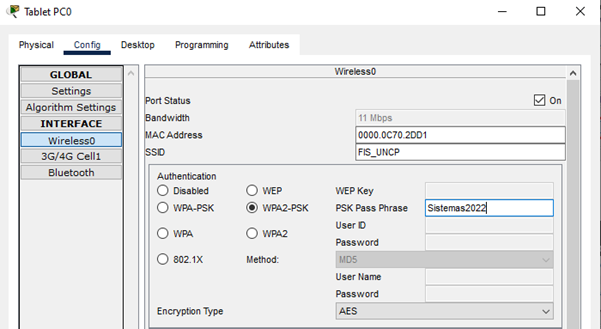 Tablet PC0
Physical Config Desktop Programming Attributes
GLOBAL
Settings
Algorithm Settings
INTERFACE
Wireless0
3G/4G Cell1
Bluetooth
Wireless0
Port Status On
Bandwidth 11 Mbps
MAC Address 0000.0C70.2DD1
SSID FIS_UNCP
Authentication
Disabled WEP WEP Key
WPA-PSK WPA2-PSK PSK Pass Phrase Sistemas2022
User ID
WPA WPA2 Password
802.1X Method: MD5
User Name
Password
Encryption Type AES